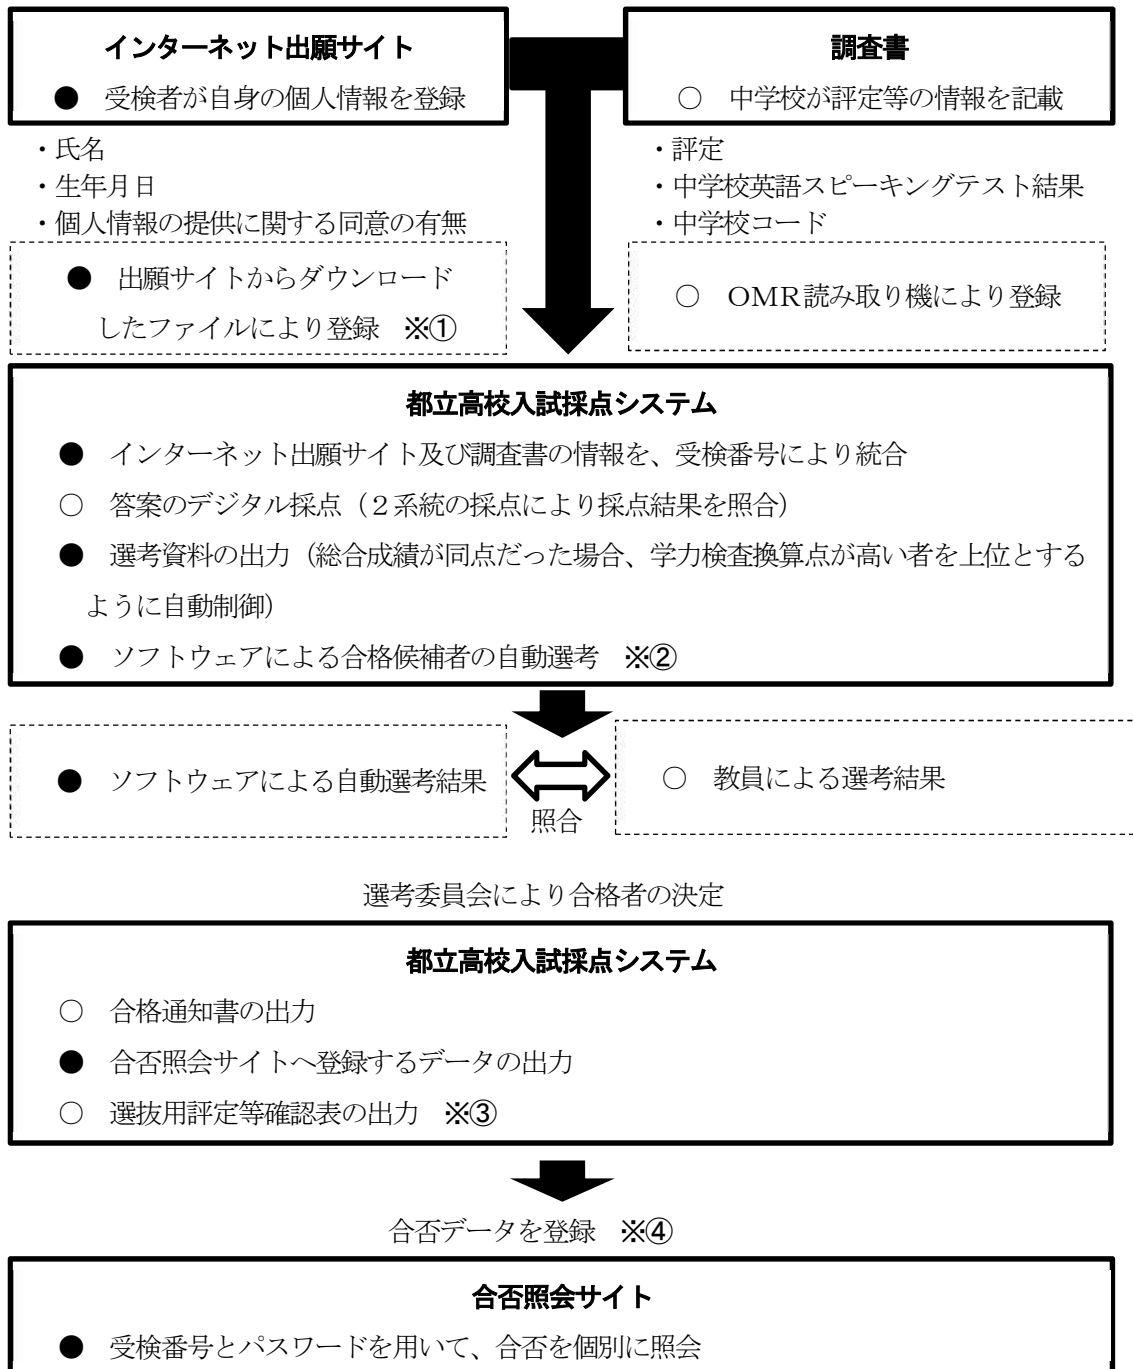 インターネット出願サイト
● 受検者が自身の個人情報を登録
調査書
○ 中学校が評定等の情報を記載
・氏名
・生年月日
・個人情報の提供に関する同意の有無
・評定
・中学校英語スピーキングテスト結果
・中学校コード
● 出願サイトからダウンロード
したファイルにより登録 ※①
○ OMR読み取り機により登録
都立高校入試採点システム
● インターネット出願サイト及び調査書の情報を、受検番号により統合
○ 答案のデジタル採点(2系統の採点により採点結果を照合)
● 選考資料の出力(総合成績が同点だった場合、学力検査換算点が高い者を上位とする
ように自動制御)
● ソフトウェアによる合格候補者の自動選考 ※②
● ソフトウェアによる自動選考結果
照合
○ 教員による選考結果
選考委員会により合格者の決定
都立高校入試採点システム
○ 合格通知書の出力
● 合否照会サイトへ登録するデータの出力
○ 選抜用評定等確認表の出力 ※③
合否データを登録 ※④
合否照会サイト
● 受検番号とパスワードを用いて、合否を個別に照会